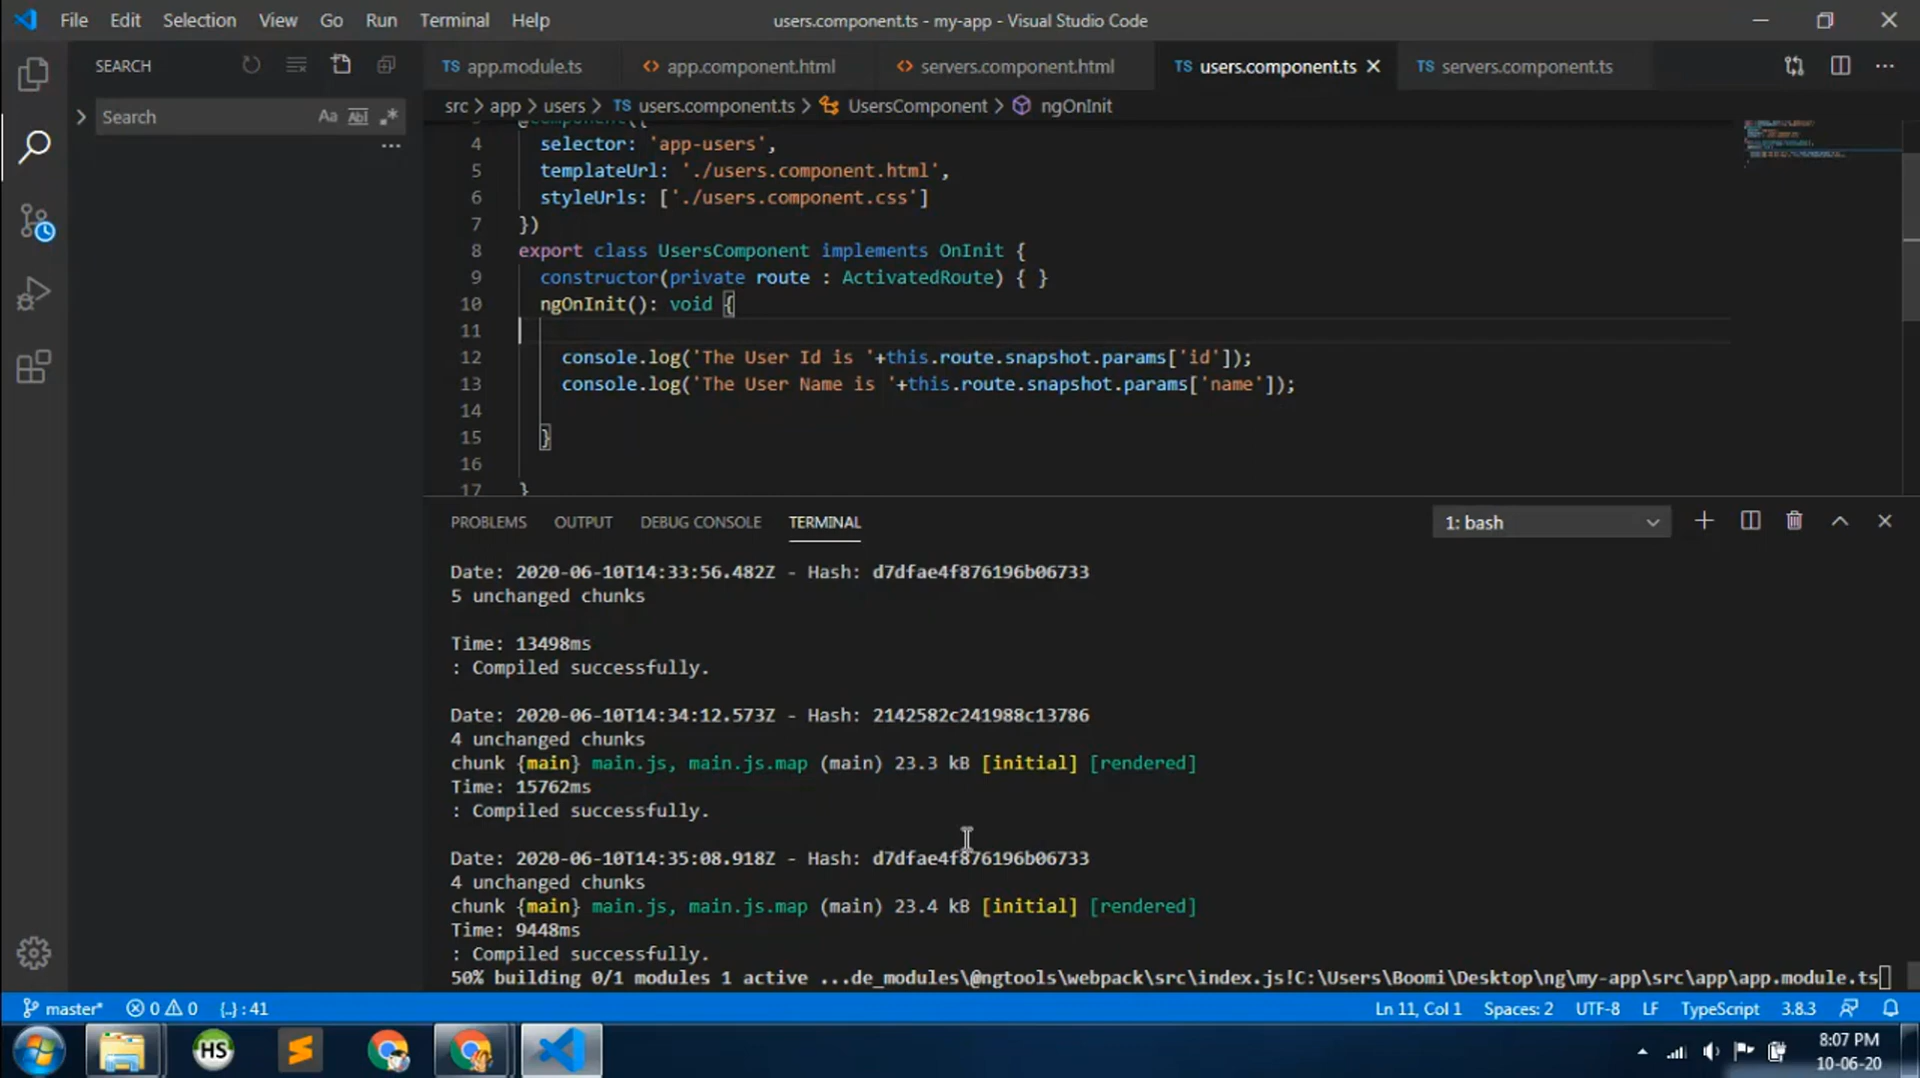 File Edit Selection View Go Run Terminal Help
users.component.ts - my-app - Visual Studio Code
SEARCH
TS app.module.ts
<> app.component.html
<> servers.component.html
TS users.component.ts
TS servers.component.ts
Search
Aa Abl
src > app > users > TS users.component.ts > UsersComponent > ngOnInit
3 @Component({
4 selector: 'app-users',
5 templateUrl: './users.component.html',
6 styleUrls: ['./users.component.css']
7 })
8 export class UsersComponent implements OnInit {
9 constructor(private route : ActivatedRoute) { }
10 ngOnInit(): void {
11
12 console.log('The User Id is '+this.route.snapshot.params['id']);
13 console.log('The User Name is '+this.route.snapshot.params['name']);
14
15 }
16
17 }
PROBLEMS OUTPUT DEBUG CONSOLE TERMINAL
1: bash
Date: 2020-06-10T14:33:56.482Z - Hash: d7dfae4f876196b06733
5 unchanged chunks
Time: 13498ms
: Compiled successfully.
Date: 2020-06-10T14:34:12.573Z - Hash: 2142582c241988c13786
4 unchanged chunks
chunk {main} main.js, main.js.map (main) 23.3 kB [initial] [rendered]
Time: 15762ms
: Compiled successfully.
Date: 2020-06-10T14:35:08.918Z - Hash: d7dfae4f876196b06733
4 unchanged chunks
chunk {main} main.js, main.js.map (main) 23.4 kB [initial] [rendered]
Time: 9448ms
: Compiled successfully.
50% building 0/1 modules 1 active ...de_modules\@ngtools\webpack\src\index.js!C:\Users\Boomi\Desktop\ng\my-app\src\app\app.module.ts
master* 0 0 {..} : 41
Ln 11, Col 1 Spaces: 2 UTF-8 LF TypeScript 3.8.3
HS
8:07 PM
10-06-20